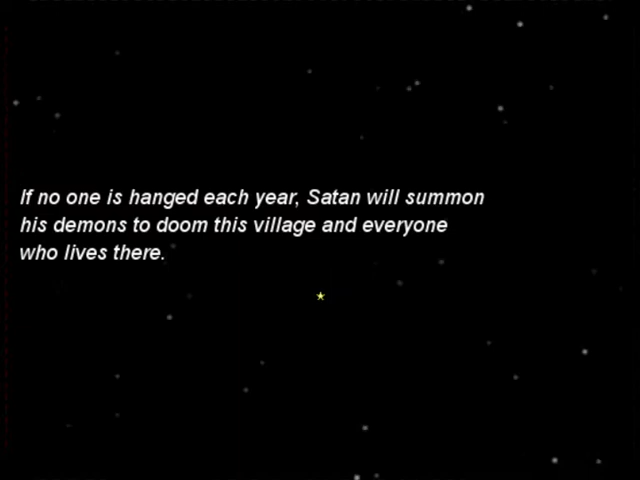 If no one is hanged each year, Satan will summon
his demons to doom this village and everyone
who lives there.